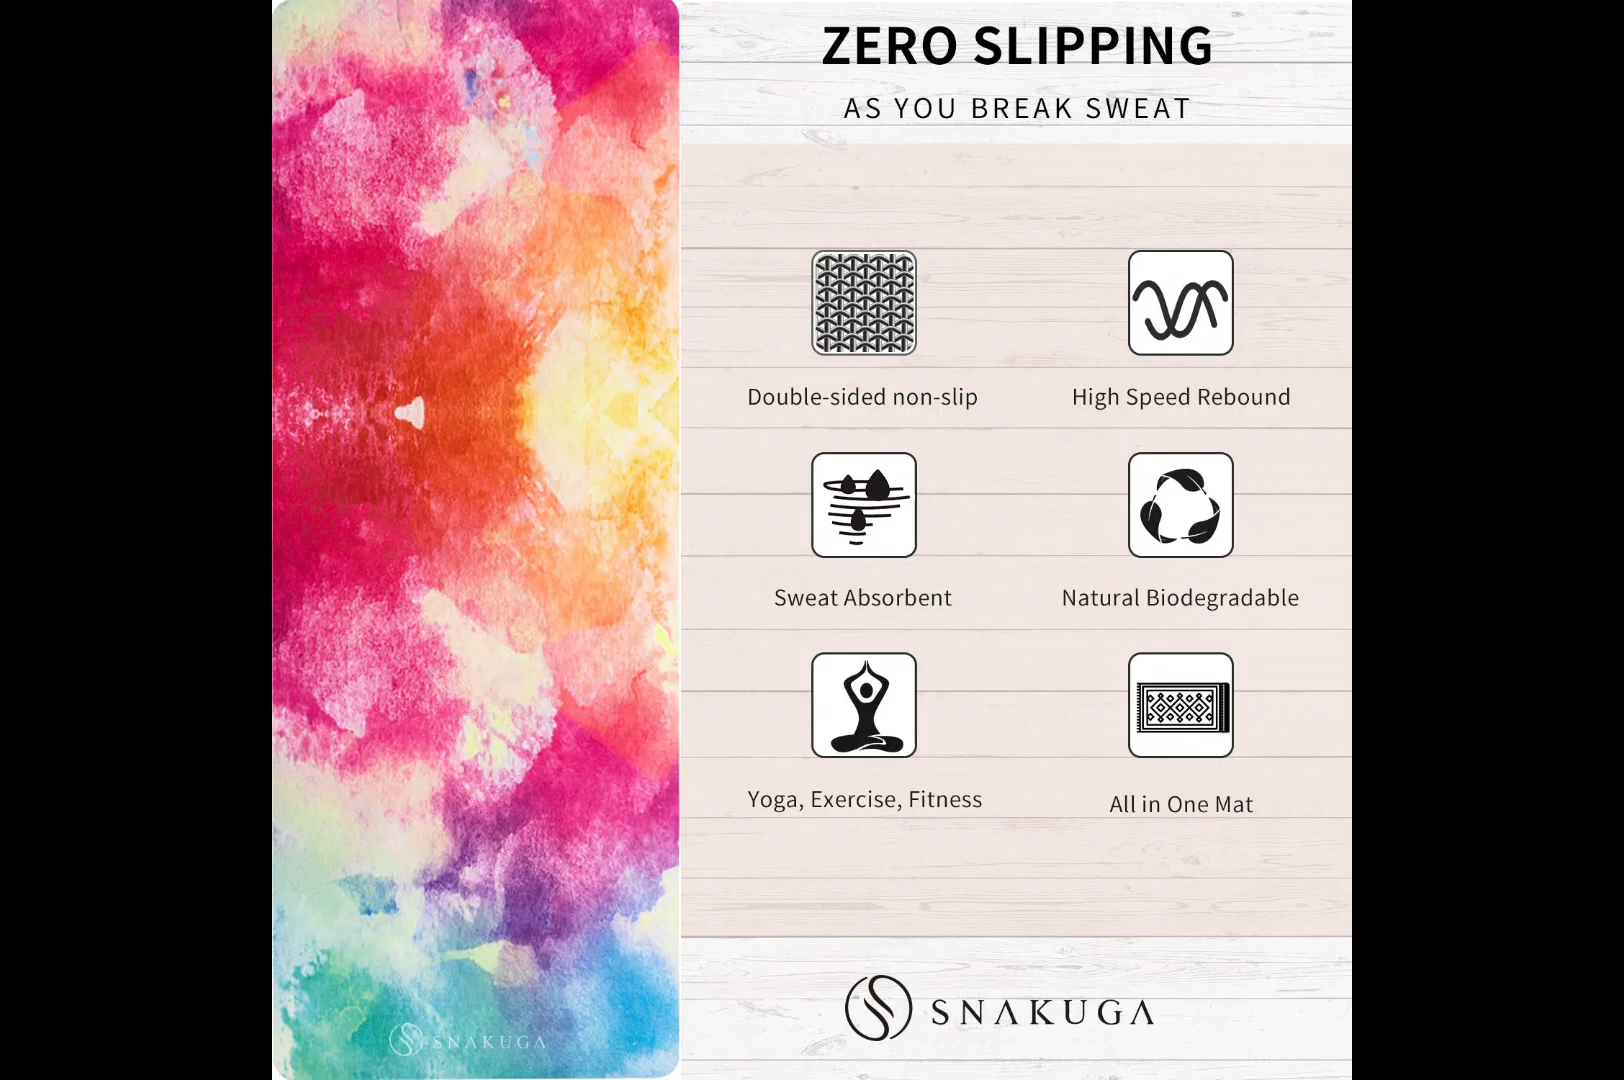 ZERO SLIPPING
AS YOU BREAK SWEAT
Double-sided non-slip
High Speed Rebound
Sweat Absorbent
Natural Biodegradable
Yoga, Exercise, Fitness
All in One Mat
SNAKUGA
SNAKUGA